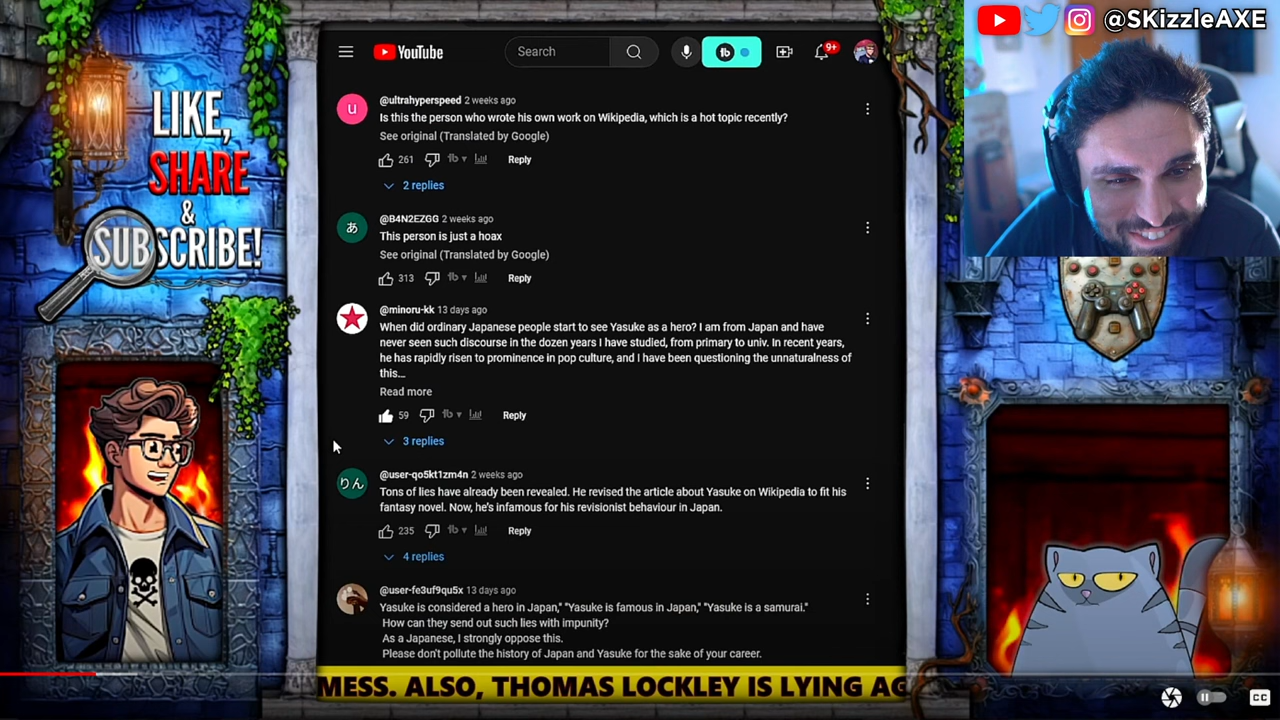 @SKizzleAXE
LIKE,
SHARE
&
SUBSCRIBE!
YouTube
Search
9+
u
@ultrahyperspeed 2 weeks ago
Is this the person who wrote his own work on Wikipedia, which is a hot topic recently?
See original (Translated by Google)
261
Reply
2 replies
あ
@B4N2EZGG 2 weeks ago
This person is just a hoax
See original (Translated by Google)
313
Reply
@minoru-kk 13 days ago
When did ordinary Japanese people start to see Yasuke as a hero? I am from Japan and have
never seen such discourse in the dozen years I have studied, from primary to univ. In recent years,
he has rapidly risen to prominence in pop culture, and I have been questioning the unnaturalness of
this...
Read more
59
Reply
3 replies
りん
@user-qo5kt1zm4n 2 weeks ago
Tons of lies have already been revealed. He revised the article about Yasuke on Wikipedia to fit his
fantasy novel. Now, he's infamous for his revisionist behaviour in Japan.
235
Reply
4 replies
@user-fe3uf9qu5x 13 days ago
Yasuke is considered a hero in Japan," "Yasuke is famous in Japan," "Yasuke is a samurai."
How can they send out such lies with impunity?
As a Japanese, I strongly oppose this.
Please don't pollute the history of Japan and Yasuke for the sake of your career.
MESS. ALSO, THOMAS LOCKLEY IS LYING AG
CC